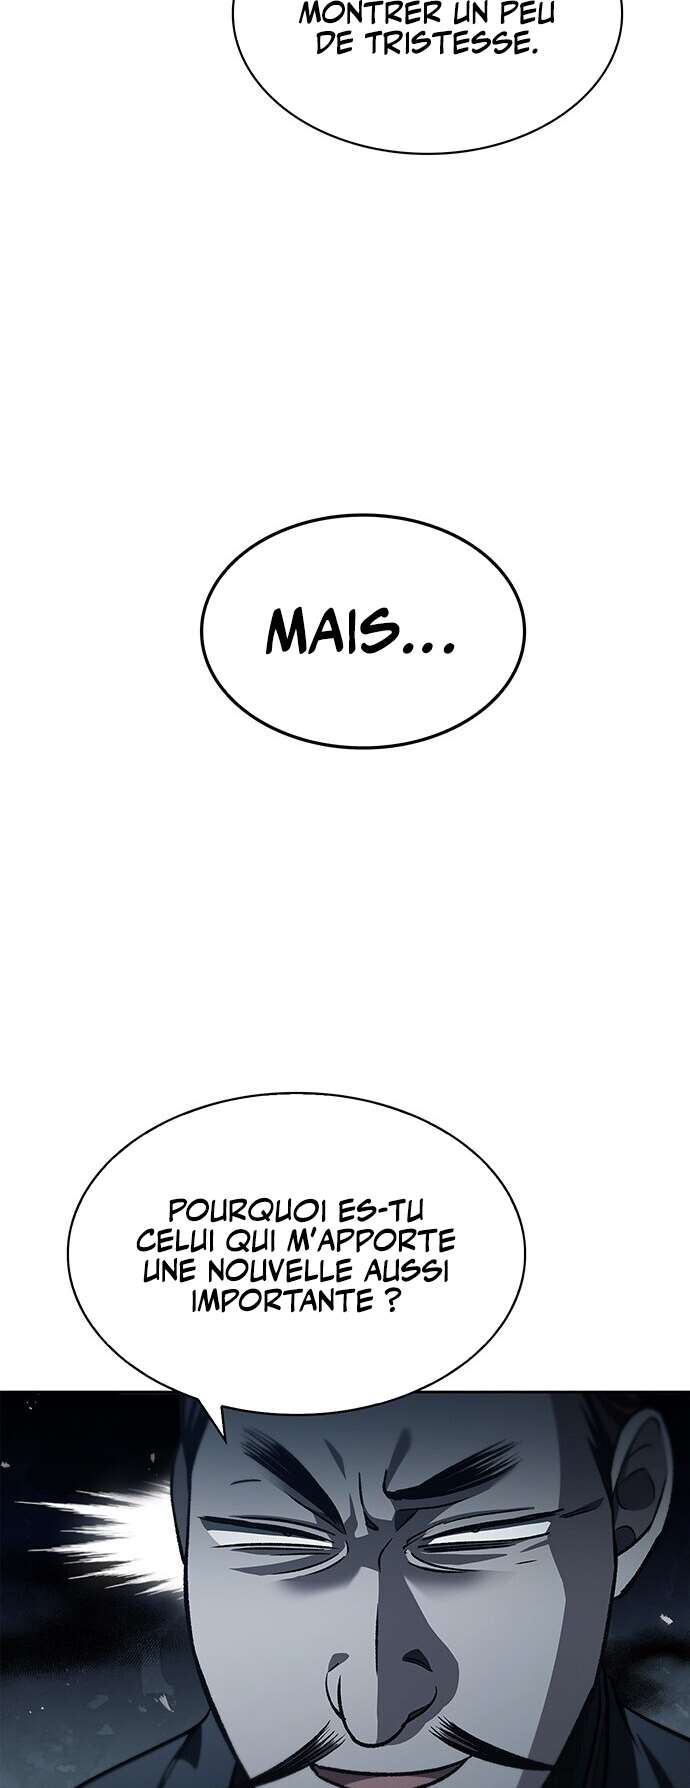 MONTRER UN PEU
DE TRISTESSE.
MAIS...
POURQUOI ES-TU
CELUI QUI M'APPORTE
UNE NOUVELLE AUSSI
IMPORTANTE ?